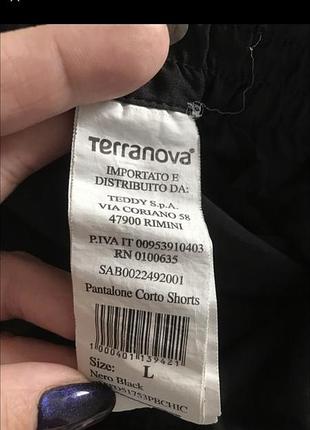 Terranova®
IMPORTATO E
DISTRIBUITO DA:
TEDDY S.p.A.
VIA CORIANO 58
47900 RIMINI
P.IVA IT 00953910403
RN 0100635
SAB0022492001
Pantalone Corto Shorts
1000401139421
Size: L
Nero Black